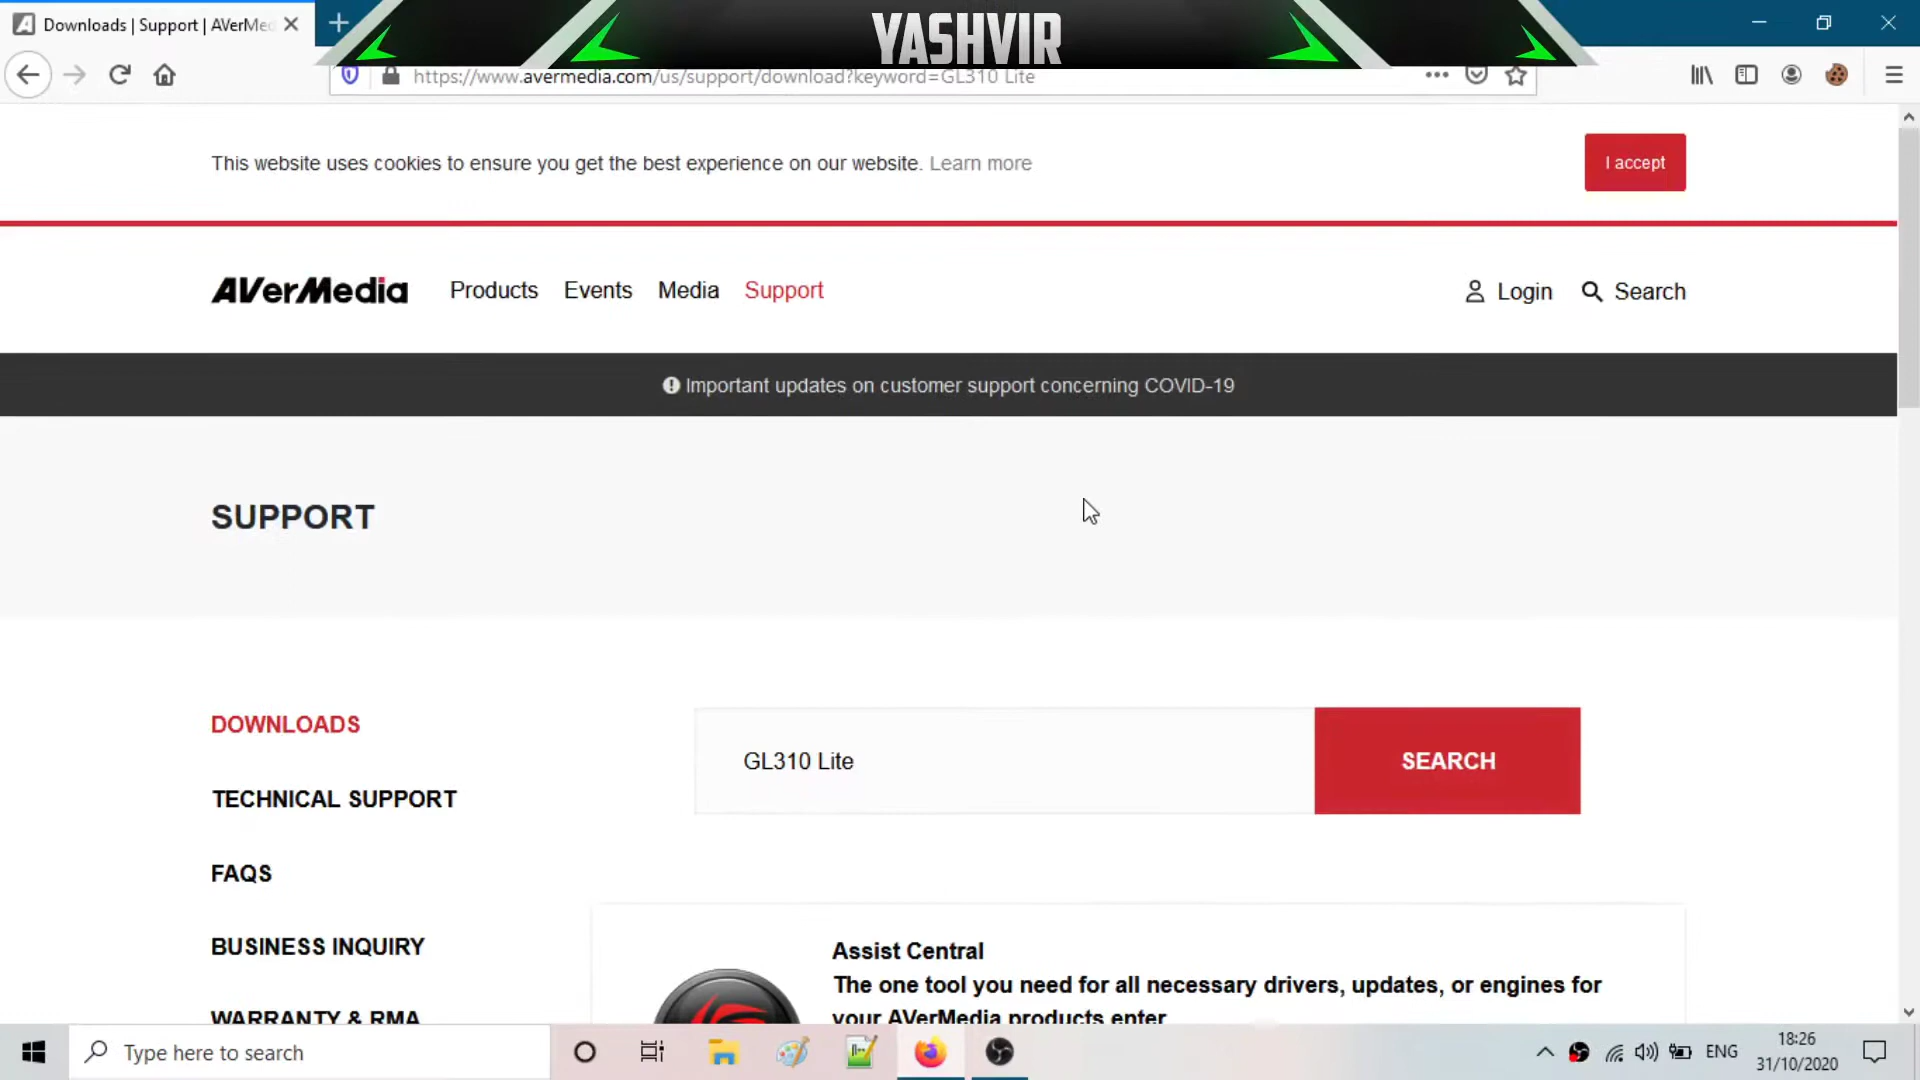 Downloads | Support | AVerMed
YASHVIR
https://www.avermedia.com/us/support/download?keyword=GL310 Lite
This website uses cookies to ensure you get the best experience on our website. Learn more
I accept
AVerMedia
Products
Events
Media
Support
Login
Search
Important updates on customer support concerning COVID-19
SUPPORT
DOWNLOADS
TECHNICAL SUPPORT
FAQS
BUSINESS INQUIRY
WARRANTY & RMA
GL310 Lite
SEARCH
Assist Central
The one tool you need for all necessary drivers, updates, or engines for
your AVerMedia products enter
Type here to search
ENG
18:26
31/10/2020